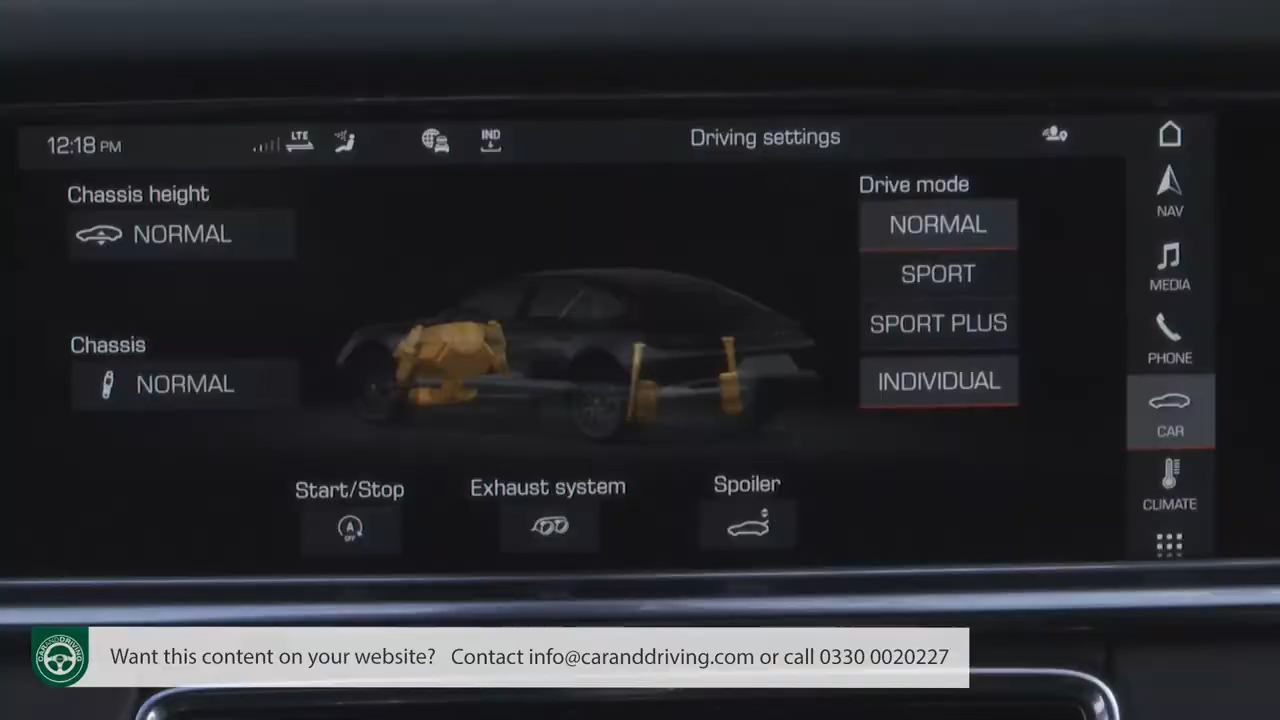 12:18 PM
LTE
IND
Driving settings
Chassis height
NORMAL
Chassis
NORMAL
Drive mode
NORMAL
SPORT
SPORT PLUS
INDIVIDUAL
Start/Stop
A
OFF
Exhaust system
Spoiler
NAV
MEDIA
PHONE
CAR
CLIMATE
CARANDDRIVING
Want this content on your website? Contact info@caranddriving.com or call 0330 0020227